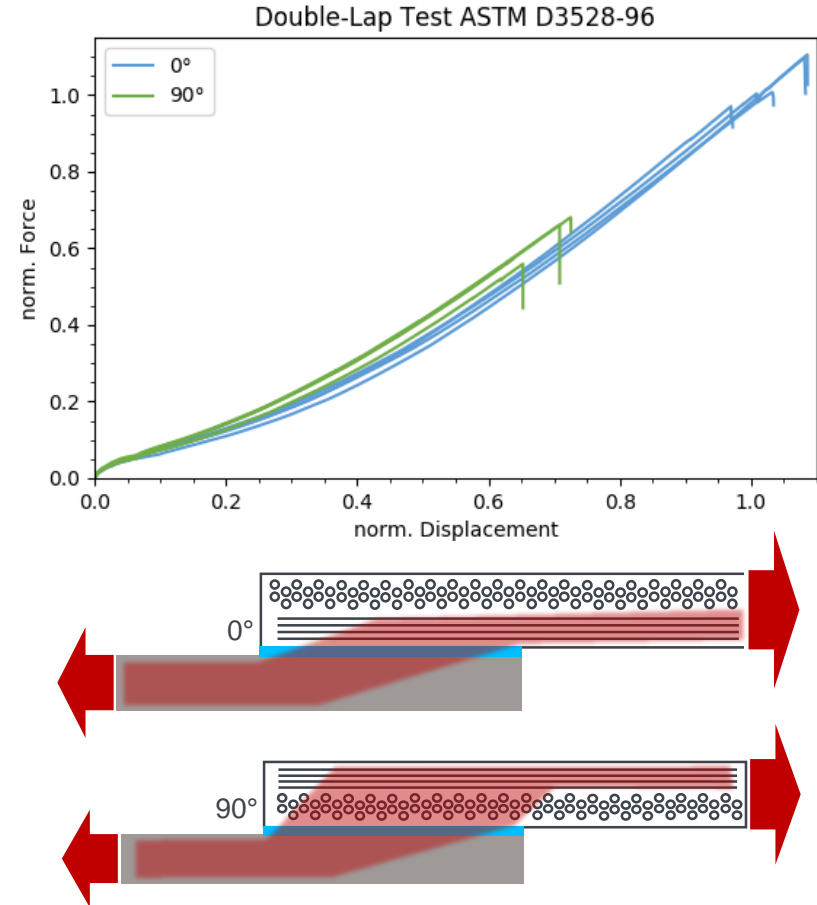 Double-Lap Test ASTM D3528-96
0°
90°
1.0
0.8
0.6
0.4
0.2
0.0
norm. Force
0.0 0.2 0.4 0.6 0.8 1.0
norm. Displacement
0°
90°